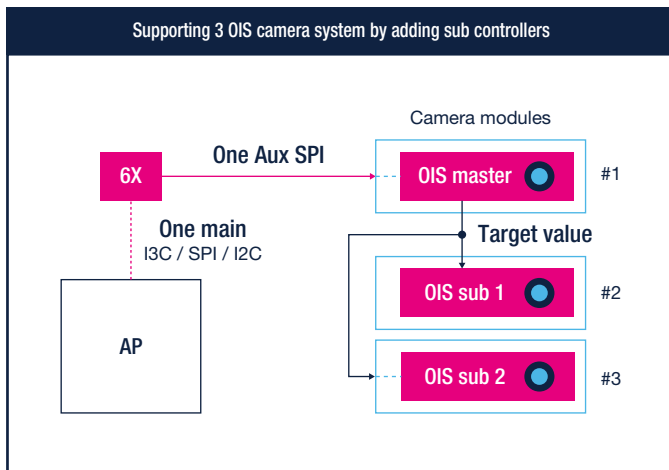 Supporting 3 OIS camera system by adding sub controllers
Camera modules
One Aux SPI
6X
OIS master
#1
One main
I3C / SPI / I2C
Target value
OIS sub 1
#2
AP
OIS sub 2
#3